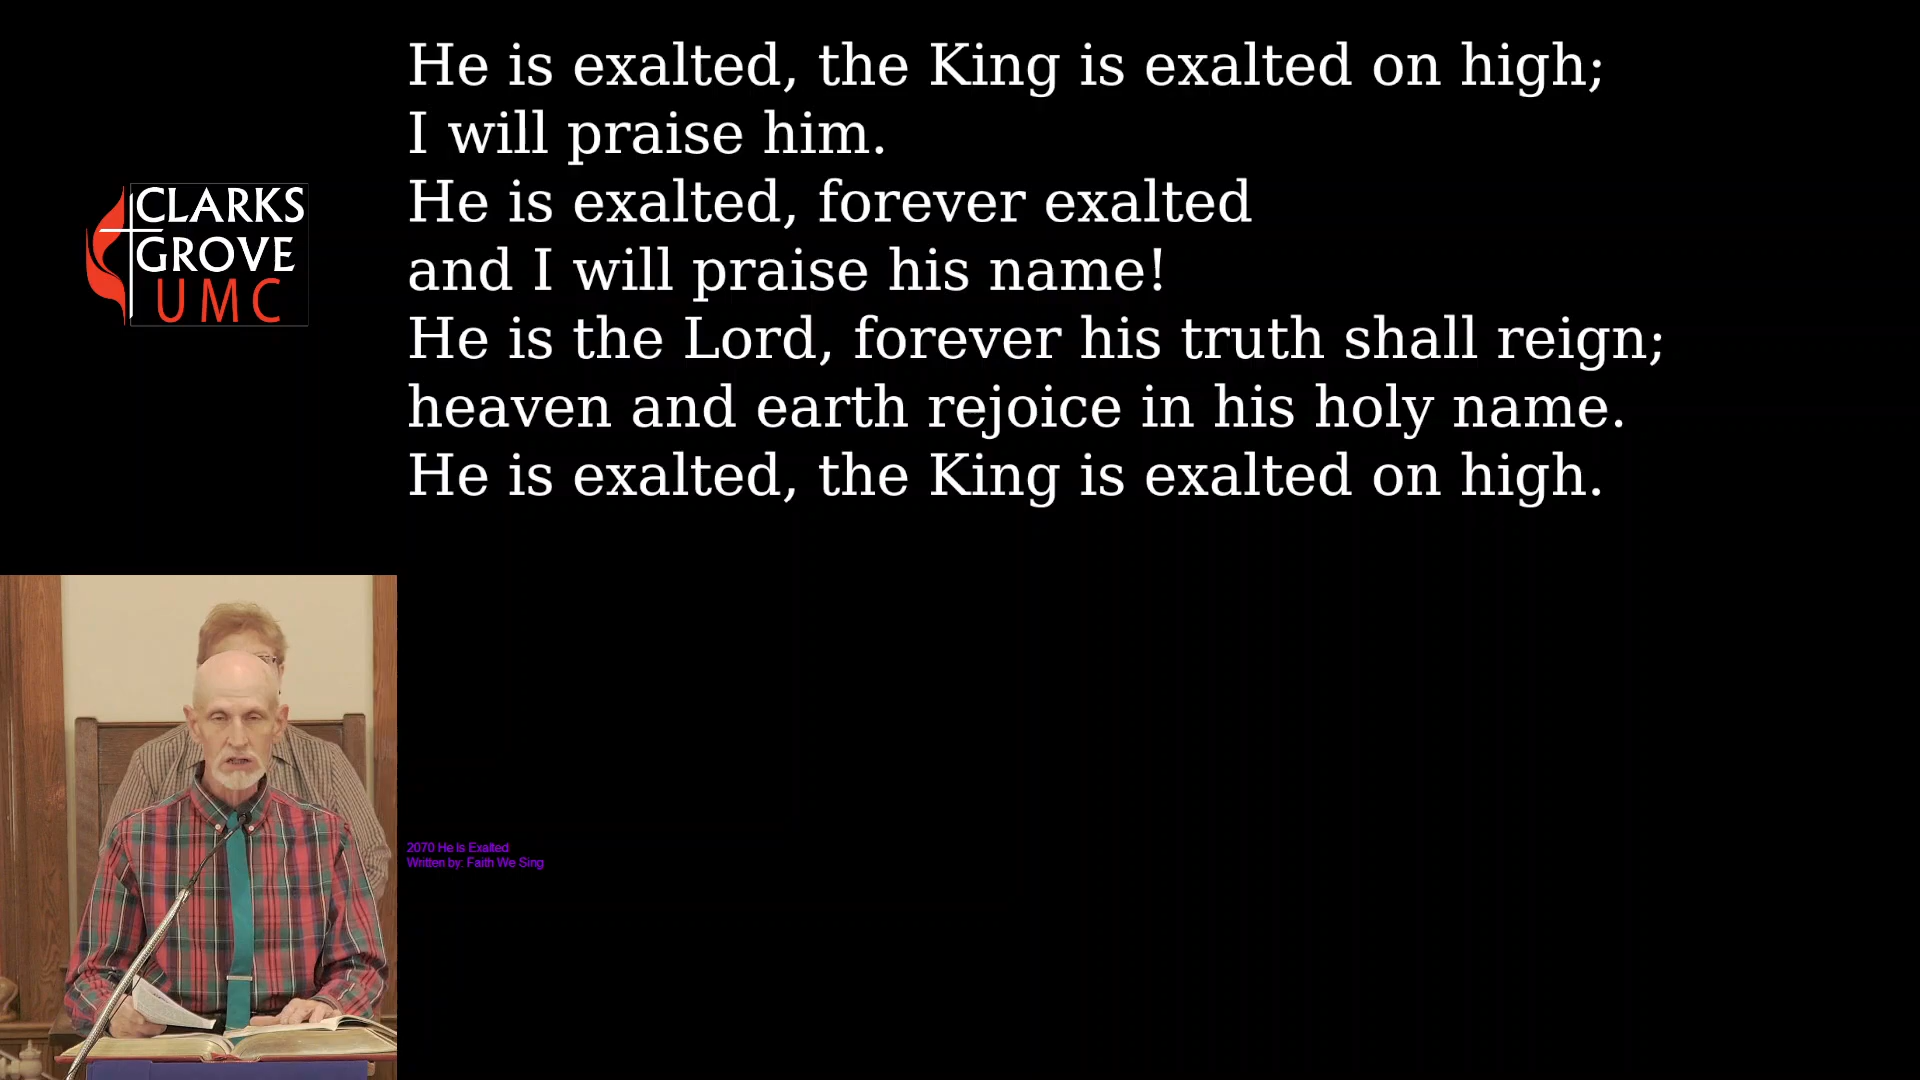 He is exalted, the King is exalted on high;
I will praise him.
He is exalted, forever exalted
and I will praise his name!
He is the Lord, forever his truth shall reign;
heaven and earth rejoice in his holy name.
He is exalted, the King is exalted on high.
CLARKS
GROVE
UMC
2070 He Is Exalted
Written by: Faith We Sing